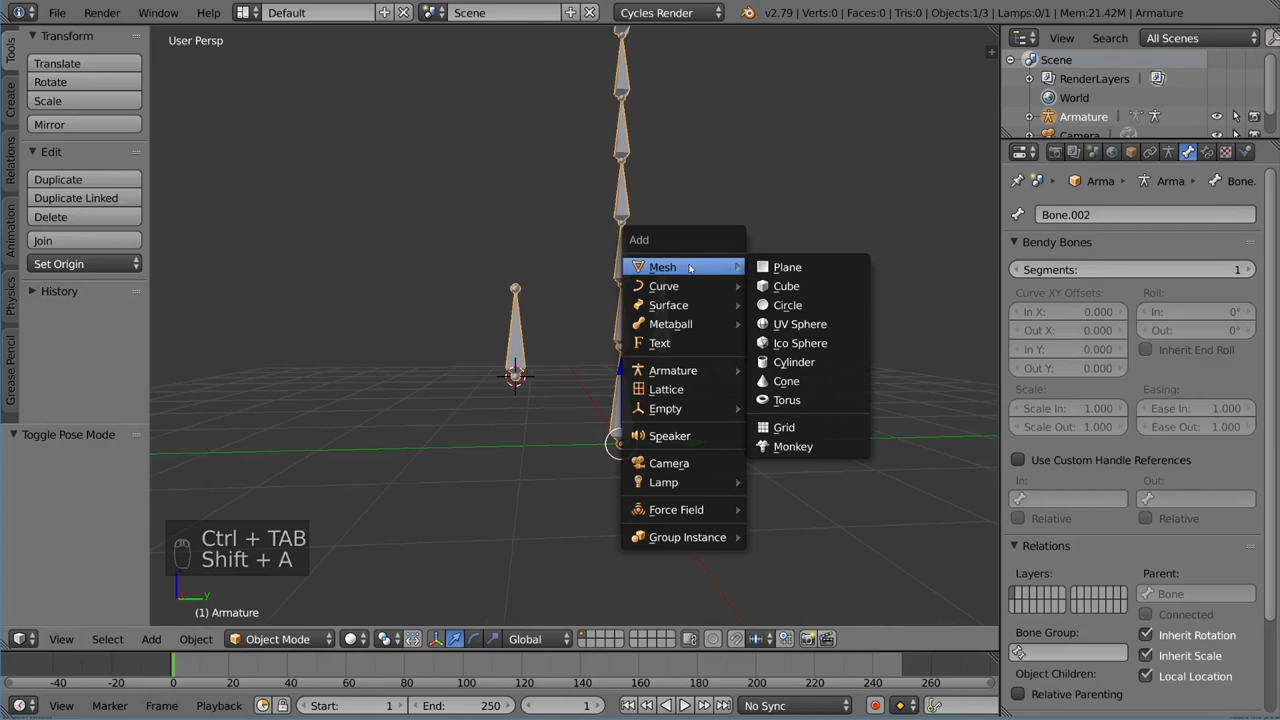 File Render Window Help Default Scene Cycles Render v2.79 | Verts:0 | Faces:0 | Tris:0 | Objects:1/3 | Lamps:0/1 | Mem:21.42M | Armature
View Search All Scenes
Tools
Create
Relations
Animation
Physics
Grease Pencil
Transform
Translate
Rotate
Scale
Mirror
Edit
Duplicate
Duplicate Linked
Delete
Join
Set Origin
History
Toggle Pose Mode
User Persp
Add
Mesh
Curve
Surface
Metaball
Text
Armature
Lattice
Empty
Speaker
Camera
Lamp
Force Field
Group Instance
Plane
Cube
Circle
UV Sphere
Ico Sphere
Cylinder
Cone
Torus
Grid
Monkey
Ctrl + TAB
Shift + A
z
y
(1) Armature
View Select Add Object Object Mode Global
-40 -20 0 20 40 60 80 100 120 140 160 180 200 220 240 260 280
View Marker Frame Playback Start: 1 End: 250 1 No Sync
Scene
RenderLayers
World
Armature
Camera
Arma Arma Bone.
Bone.002
Bendy Bones
Segments: 1
Curve XY Offsets: Roll:
In X: 0.000 In: 0°
Out X: 0.000 Out: 0°
In Y: 0.000 Inherit End Roll
Out Y: 0.000
Scale: Easing:
Scale In: 1.000 Ease In: 1.000
Scale Out: 1.000 Ease Out: 1.000
Use Custom Handle References
In: Out:
Relative Relative
Relations
Layers: Parent:
Bone
Connected
Bone Group: Inherit Rotation
Inherit Scale
Object Children: Local Location
Relative Parenting